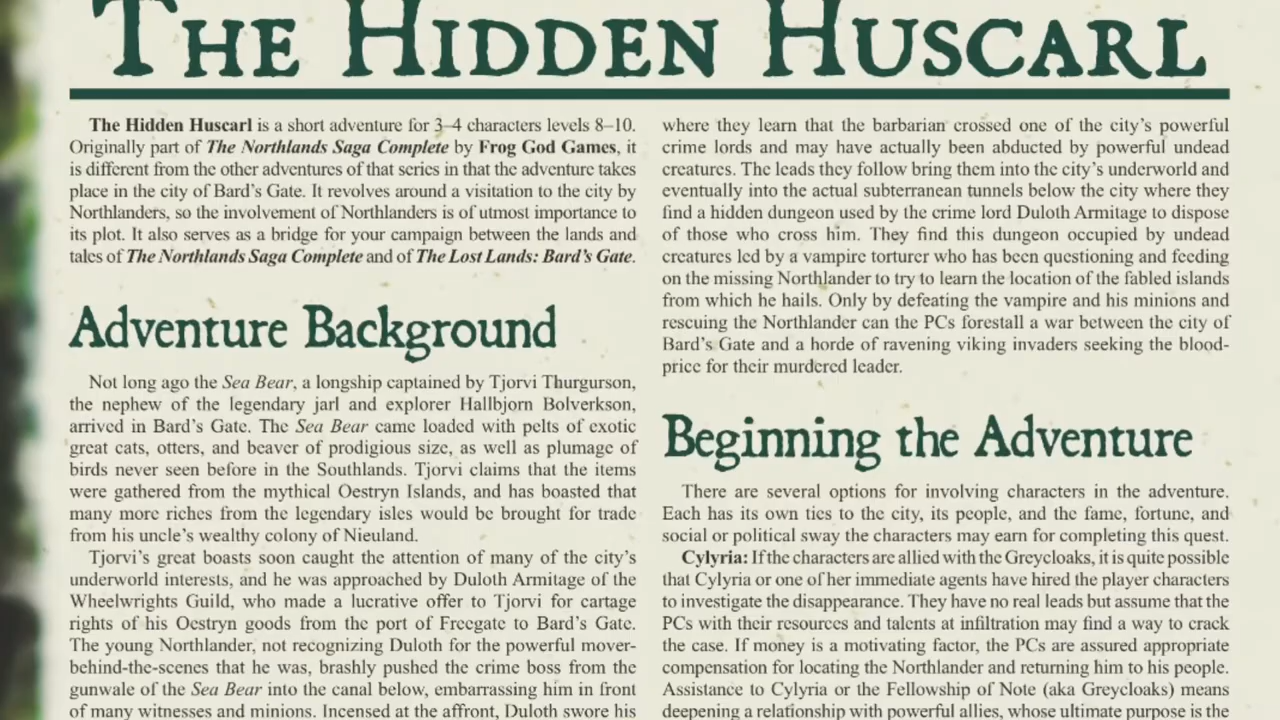 The Hidden Huscarl
The Hidden Huscarl is a short adventure for 3–4 characters levels 8–10.
Originally part of The Northlands Saga Complete by Frog God Games, it
is different from the other adventures of that series in that the adventure takes
place in the city of Bard's Gate. It revolves around a visitation to the city by
Northlanders, so the involvement of Northlanders is of utmost importance to
its plot. It also serves as a bridge for your campaign between the lands and
tales of The Northlands Saga Complete and of The Lost Lands: Bard's Gate.
Adventure Background
Not long ago the Sea Bear, a longship captained by Tjorvi Thurgurson,
the nephew of the legendary jarl and explorer Hallbjorn Bolverkson,
arrived in Bard's Gate. The Sea Bear came loaded with pelts of exotic
great cats, otters, and beaver of prodigious size, as well as plumage of
birds never seen before in the Southlands. Tjorvi claims that the items
were gathered from the mythical Oestryn Islands, and has boasted that
many more riches from the legendary isles would be brought for trade
from his uncle's wealthy colony of Nieuland.
Tjorvi's great boasts soon caught the attention of many of the city's
underworld interests, and he was approached by Duloth Armitage of the
Wheelwrights Guild, who made a lucrative offer to Tjorvi for cartage
rights of his Oestryn goods from the port of Freegate to Bard's Gate.
The young Northlander, not recognizing Duloth for the powerful mover-
behind-the-scenes that he was, brashly pushed the crime boss from the
gunwale of the Sea Bear into the canal below, embarrassing him in front
of many witnesses and minions. Incensed at the affront, Duloth swore his
where they learn that the barbarian crossed one of the city's powerful
crime lords and may have actually been abducted by powerful undead
creatures. The leads they follow bring them into the city's underworld and
eventually into the actual subterranean tunnels below the city where they
find a hidden dungeon used by the crime lord Duloth Armitage to dispose
of those who cross him. They find this dungeon occupied by undead
creatures led by a vampire torturer who has been questioning and feeding
on the missing Northlander to try to learn the location of the fabled islands
from which he hails. Only by defeating the vampire and his minions and
rescuing the Northlander can the PCs forestall a war between the city of
Bard's Gate and a horde of ravening viking invaders seeking the blood-
price for their murdered leader.
Beginning the Adventure
There are several options for involving characters in the adventure.
Each has its own ties to the city, its people, and the fame, fortune, and
social or political sway the characters may earn for completing this quest.
Cylyria: If the characters are allied with the Greycloaks, it is quite possible
that Cylyria or one of her immediate agents have hired the player characters
to investigate the disappearance. They have no real leads but assume that the
PCs with their resources and talents at infiltration may find a way to crack
the case. If money is a motivating factor, the PCs are assured appropriate
compensation for locating the Northlander and returning him to his people.
Assistance to Cylyria or the Fellowship of Note (aka Greycloaks) means
deepening a relationship with powerful allies, whose ultimate purpose is the